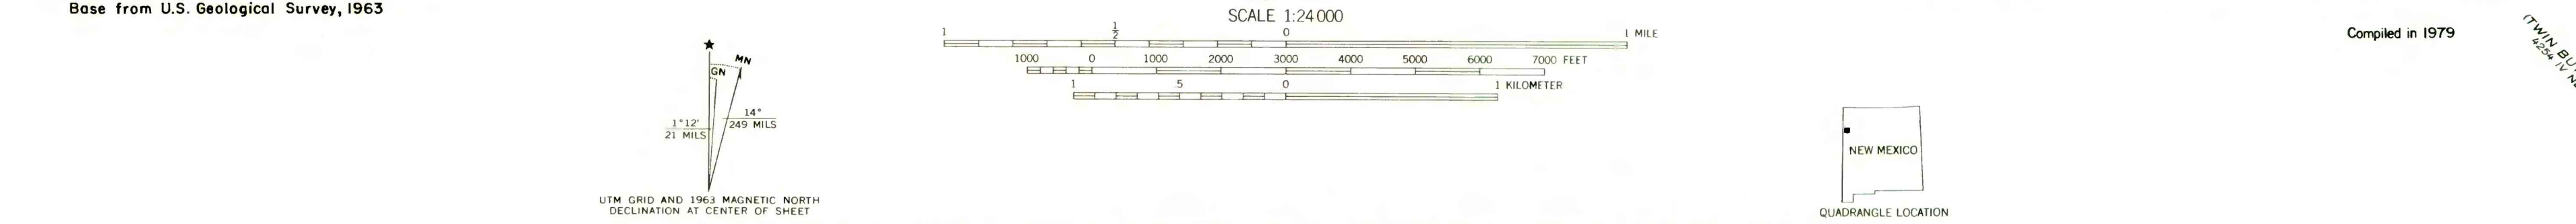 Base from U.S. Geological Survey, 1963
SCALE 1:24 000
1 1/2 0 1 MILE
1000 0 1000 2000 3000 4000 5000 6000 7000 FEET
1 .5 0 1 KILOMETER
Compiled in 1979
(TWIN
4254 IV
★
GN MN
1°12'
21 MILS
14°
249 MILS
UTM GRID AND 1963 MAGNETIC NORTH
DECLINATION AT CENTER OF SHEET
NEW MEXICO
QUADRANGLE LOCATION